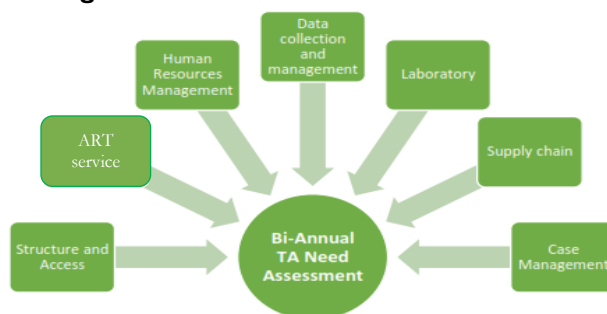 Data
collection
and
management
Human
Resources
Management
Laboratory
ART
service
Supply chain
Structure and
Access
Bi-Annual
TA Need
Assessment
Case
Management